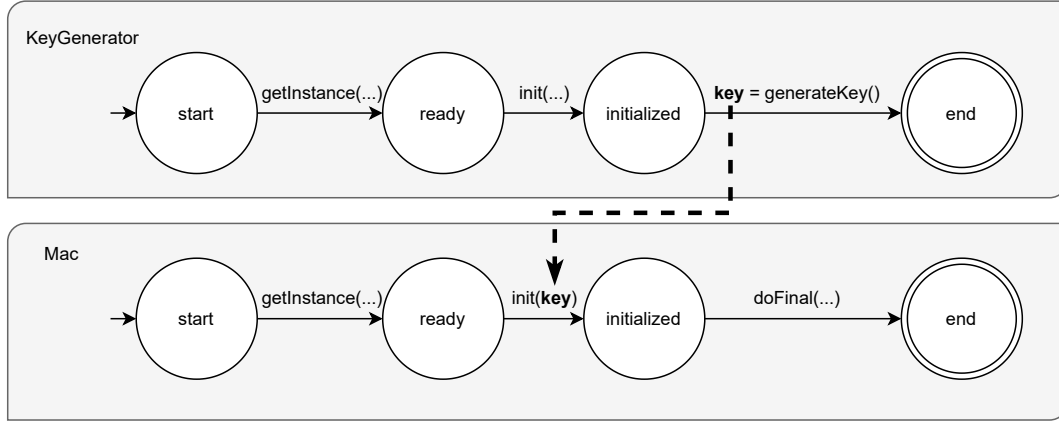 KeyGenerator
start
getInstance(...)
ready
init(...)
initialized
key = generateKey()
end
Mac
start
getInstance(...)
ready
init(key)
initialized
doFinal(...)
end